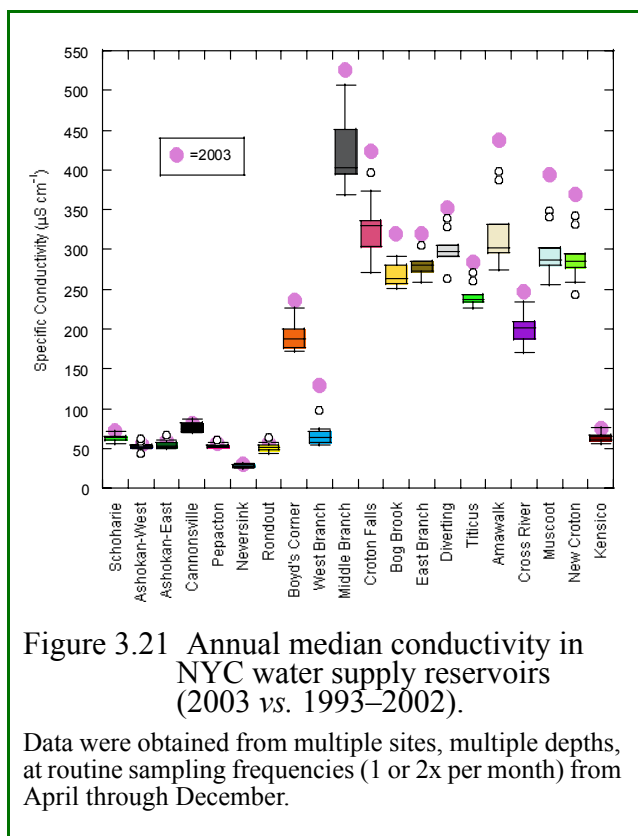 550
500
450
400
350
300
250
200
150
100
50
0
Specific Conductivity (µS cm⁻¹)
=2003
Schoharie
Ashokan-West
Ashokan-East
Cannonsville
Pepacton
Neversink
Rondout
Boyd's Corner
West Branch
Middle Branch
Croton Falls
Bog Brook
East Branch
Diverting
Titicus
Amawalk
Cross River
Muscoot
New Croton
Kensico
Figure 3.21 Annual median conductivity in
NYC water supply reservoirs
(2003 vs. 1993–2002).
Data were obtained from multiple sites, multiple depths,
at routine sampling frequencies (1 or 2x per month) from
April through December.